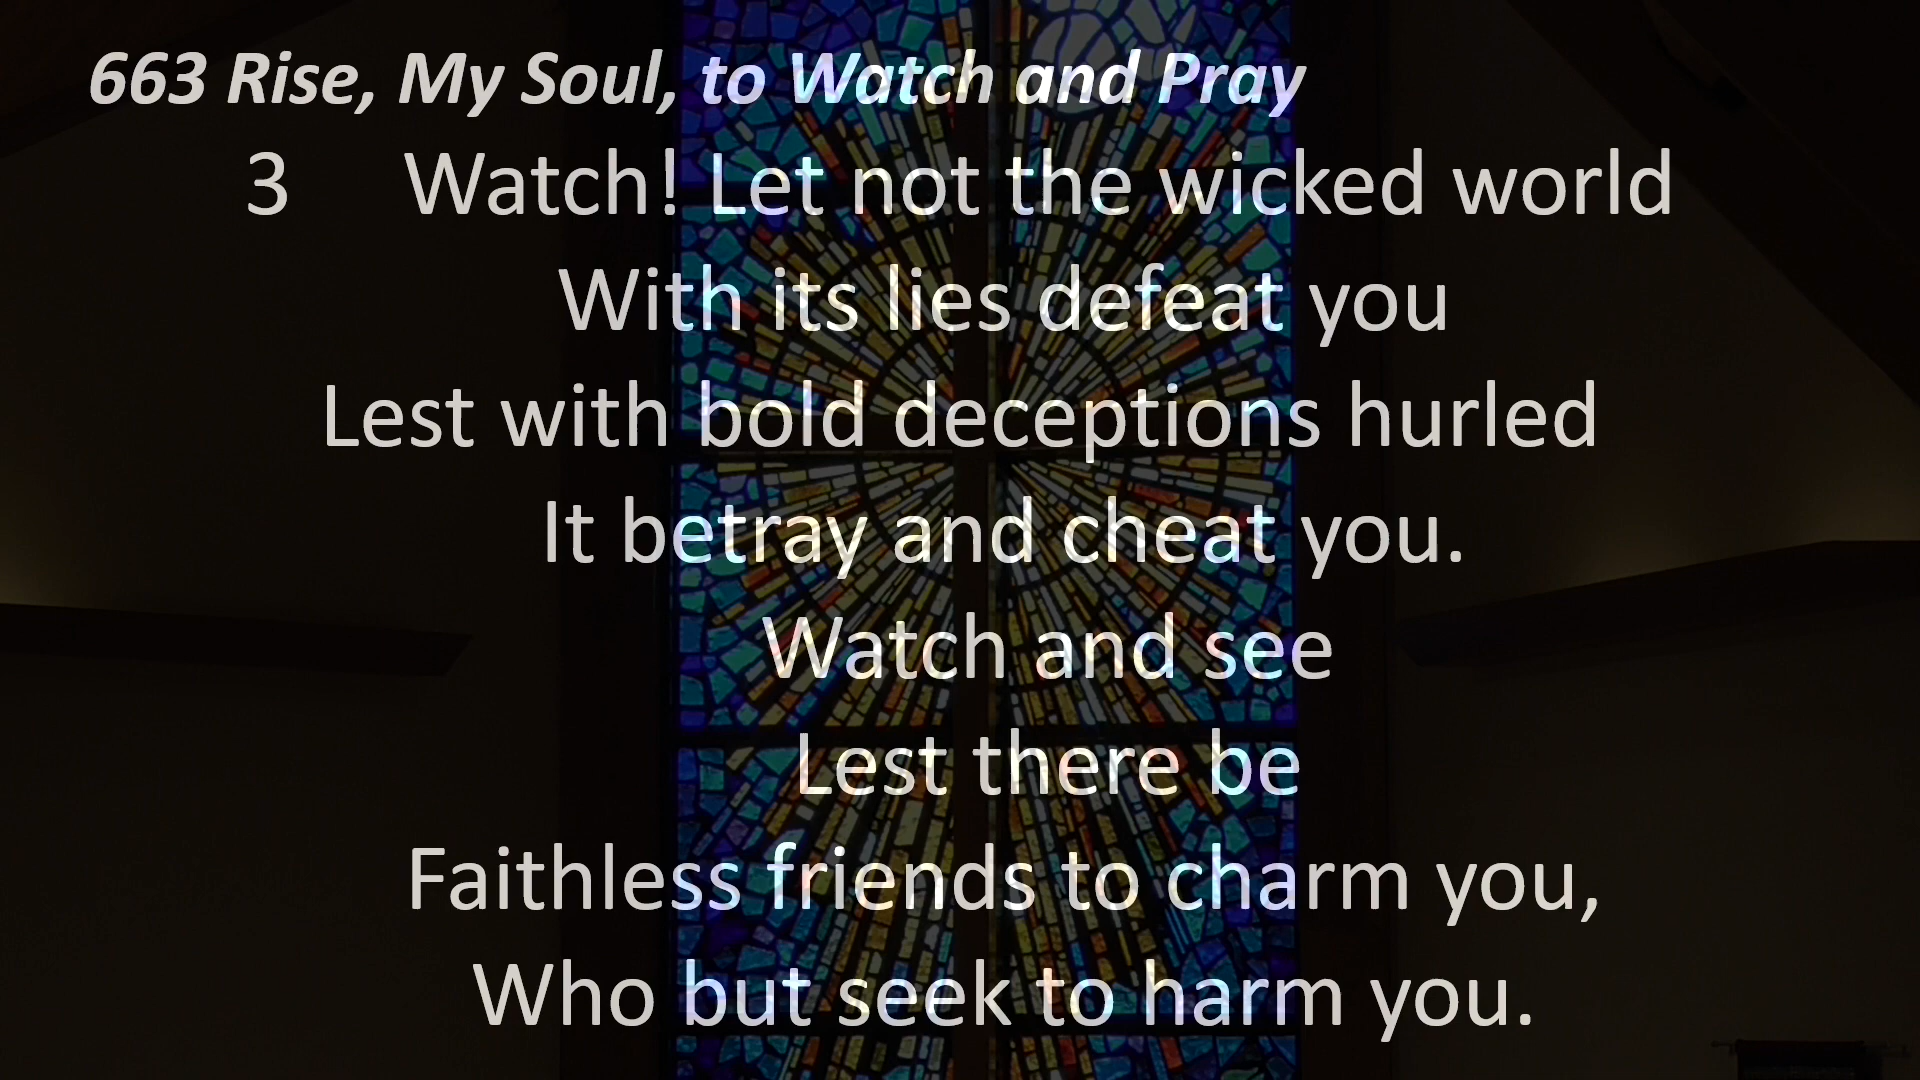 663 Rise, My Soul, to Watch and Pray
3 Watch! Let not the wicked world
With its lies defeat you
Lest with bold deceptions hurled
It betray and cheat you.
Watch and see
Lest there be
Faithless friends to charm you,
Who but seek to harm you.